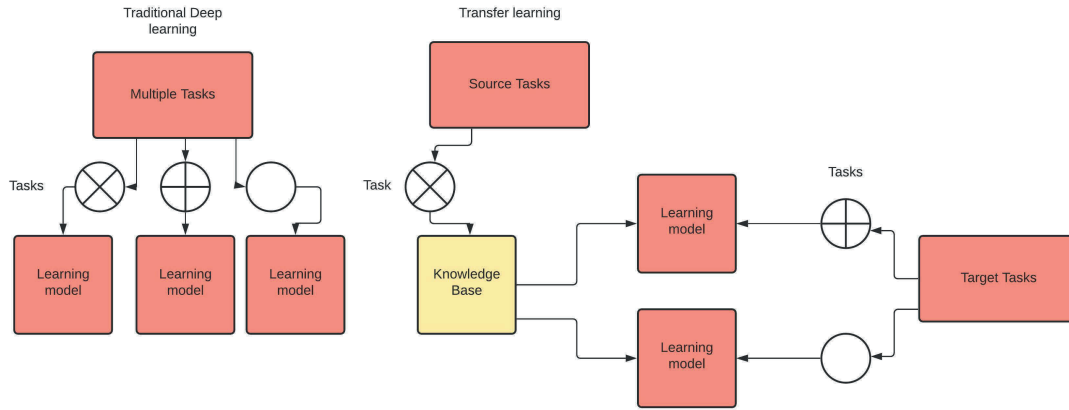 Traditional Deep
learning
Transfer learning
Multiple Tasks
Source Tasks
Tasks
Task
Tasks
Learning
model
Learning
model
Learning
model
Knowledge
Base
Learning
model
Learning
model
Target Tasks